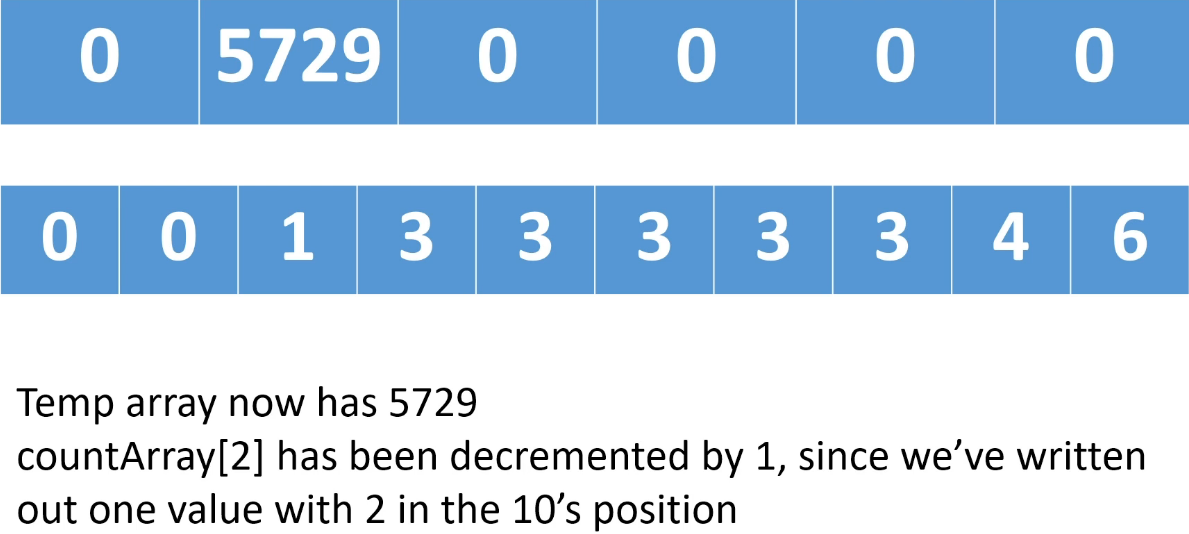 0 5729 0 0 0 0
0 0 1 3 3 3 3 3 4 6
Temp array now has 5729
countArray[2] has been decremented by 1, since we’ve written
out one value with 2 in the 10’s position